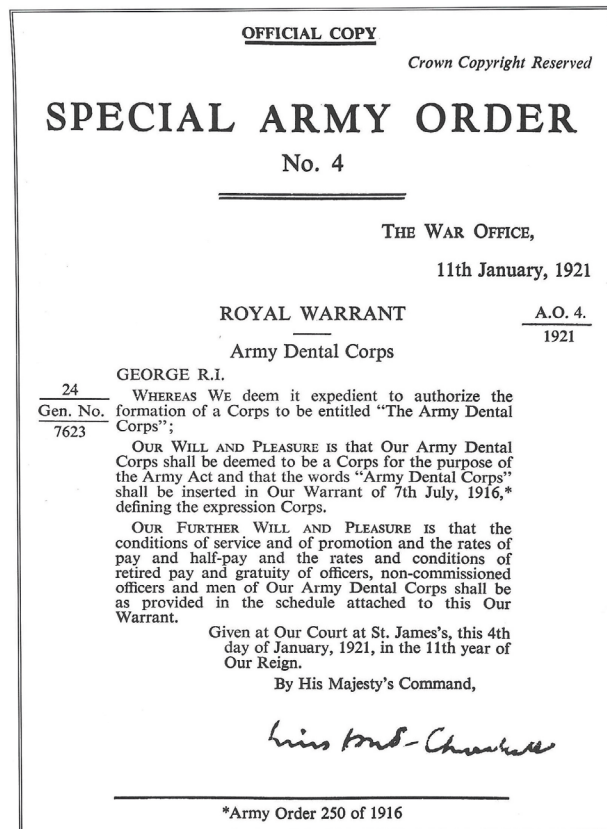 OFFICIAL COPY
Crown Copyright Reserved
SPECIAL ARMY ORDER
No. 4
THE WAR OFFICE,
11th January, 1921
ROYAL WARRANT
A.O. 4.
1921
Army Dental Corps
GEORGE R.I.
24
Gen. No.
7623
WHEREAS WE deem it expedient to authorize the
formation of a Corps to be entitled "The Army Dental
Corps";
OUR WILL AND PLEASURE IS that Our Army Dental
Corps shall be deemed to be a Corps for the purpose of
the Army Act and that the words "Army Dental Corps"
shall be inserted in Our Warrant of 7th July, 1916,*
defining the expression Corps.
OUR FURTHER WILL AND PLEASURE IS that the
conditions of service and of promotion and the rates of
pay and half-pay and the rates and conditions of
retired pay and gratuity of officers, non-commissioned
officers and men of Our Army Dental Corps shall be
as provided in the schedule attached to this Our
Warrant.
Given at Our Court at St. James's, this 4th
day of January, 1921, in the 11th year of
Our Reign.
By His Majesty's Command,
Winston S. Churchill
*Army Order 250 of 1916